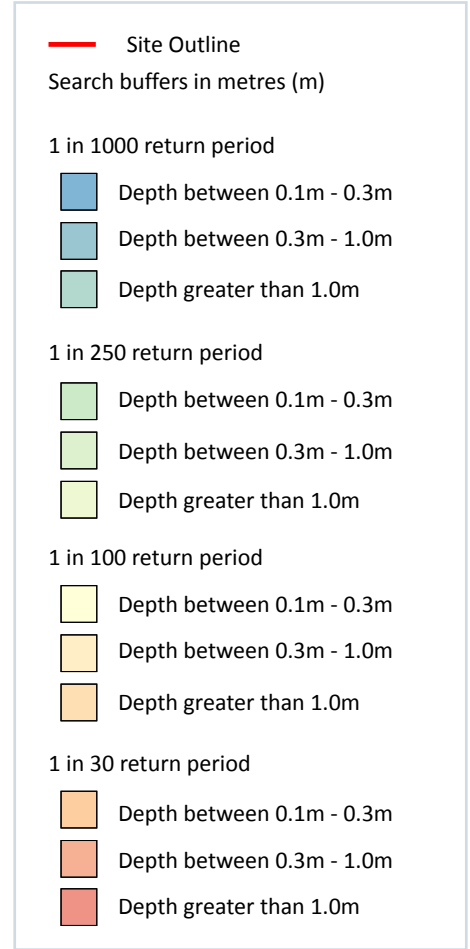 Site Outline
Search buffers in metres (m)
1 in 1000 return period
Depth between 0.1m - 0.3m
Depth between 0.3m - 1.0m
Depth greater than 1.0m
1 in 250 return period
Depth between 0.1m - 0.3m
Depth between 0.3m - 1.0m
Depth greater than 1.0m
1 in 100 return period
Depth between 0.1m - 0.3m
Depth between 0.3m - 1.0m
Depth greater than 1.0m
1 in 30 return period
Depth between 0.1m - 0.3m
Depth between 0.3m - 1.0m
Depth greater than 1.0m